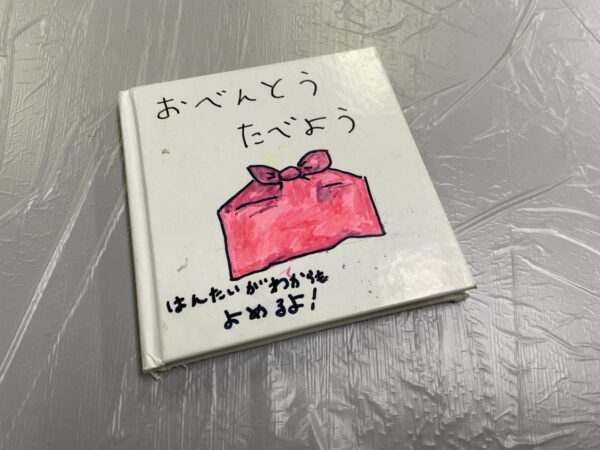 おべんとう
たべよう
はんたいがわからも
よめるよ!